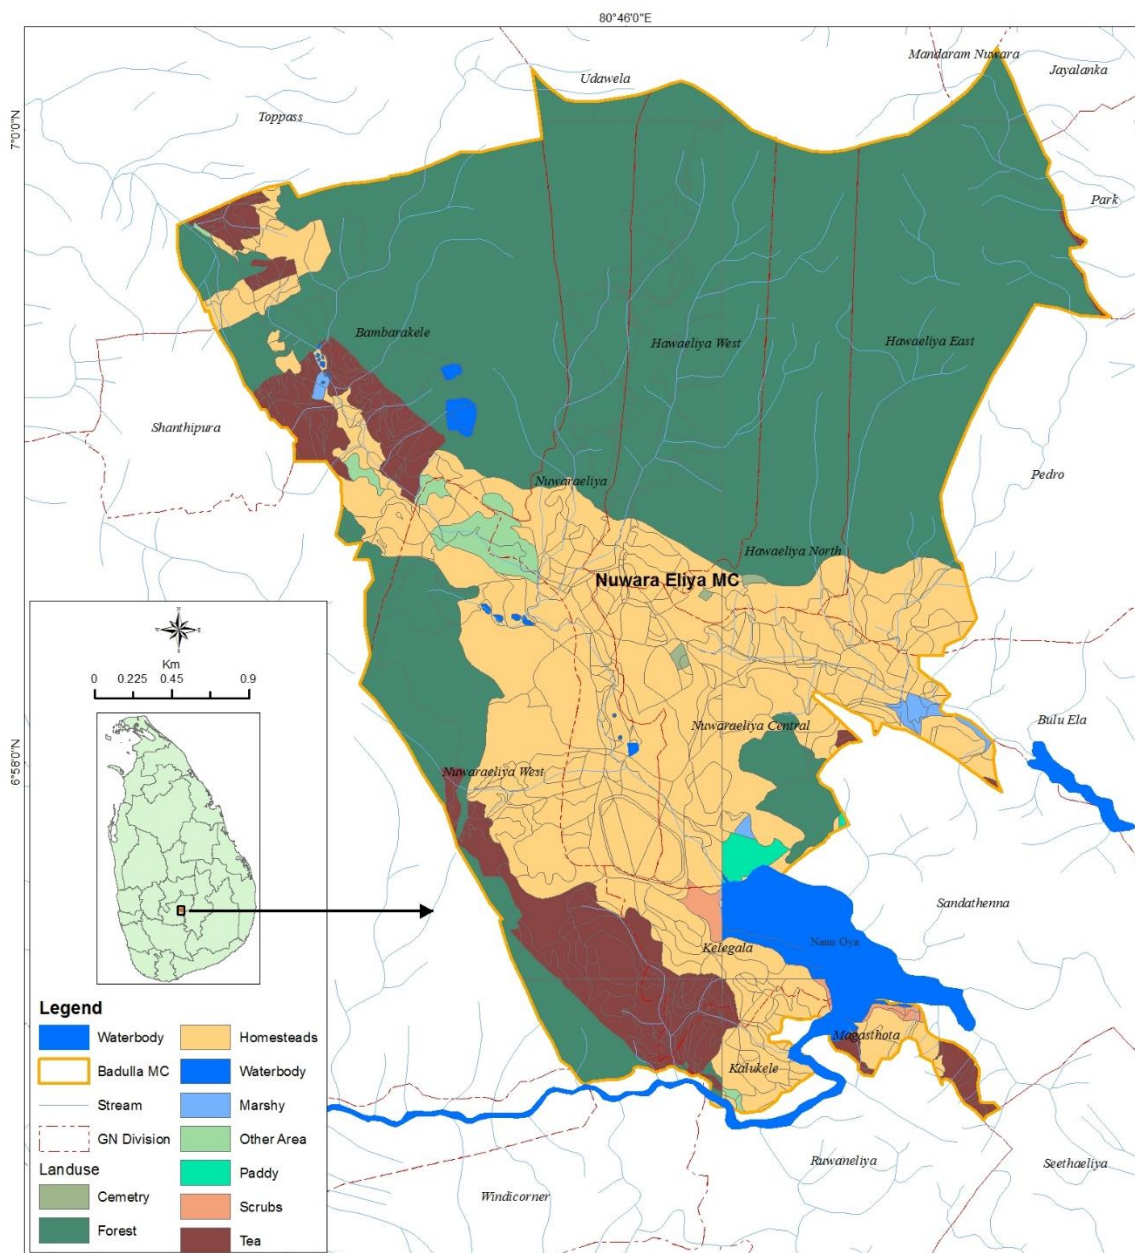 80°46'0"E
Mandaram Nuwara
Udawela
Jayalanka
Toppass
7°0'0"N
Park
Bambarakele
Hawaeliya West
Hawaeliya East
Shanthipura
Pedro
Nuwaraeliya
Hawaeliya North
Nuwara Eliya MC
Km
0 0.225 0.45 0.9
Nuwaraeliya Central
Bulu Ela
6°58'0"N
Nuwaraeliya West
Sandathenna
Kelegala
Nanu Oya
Magasthota
Kalukele
Ruwaneliya
Seethaeliya
Windicorner
Legend
Waterbody
Badulla MC
Stream
GN Division
Landuse
Cemetry
Forest
Homesteads
Waterbody
Marshy
Other Area
Paddy
Scrubs
Tea